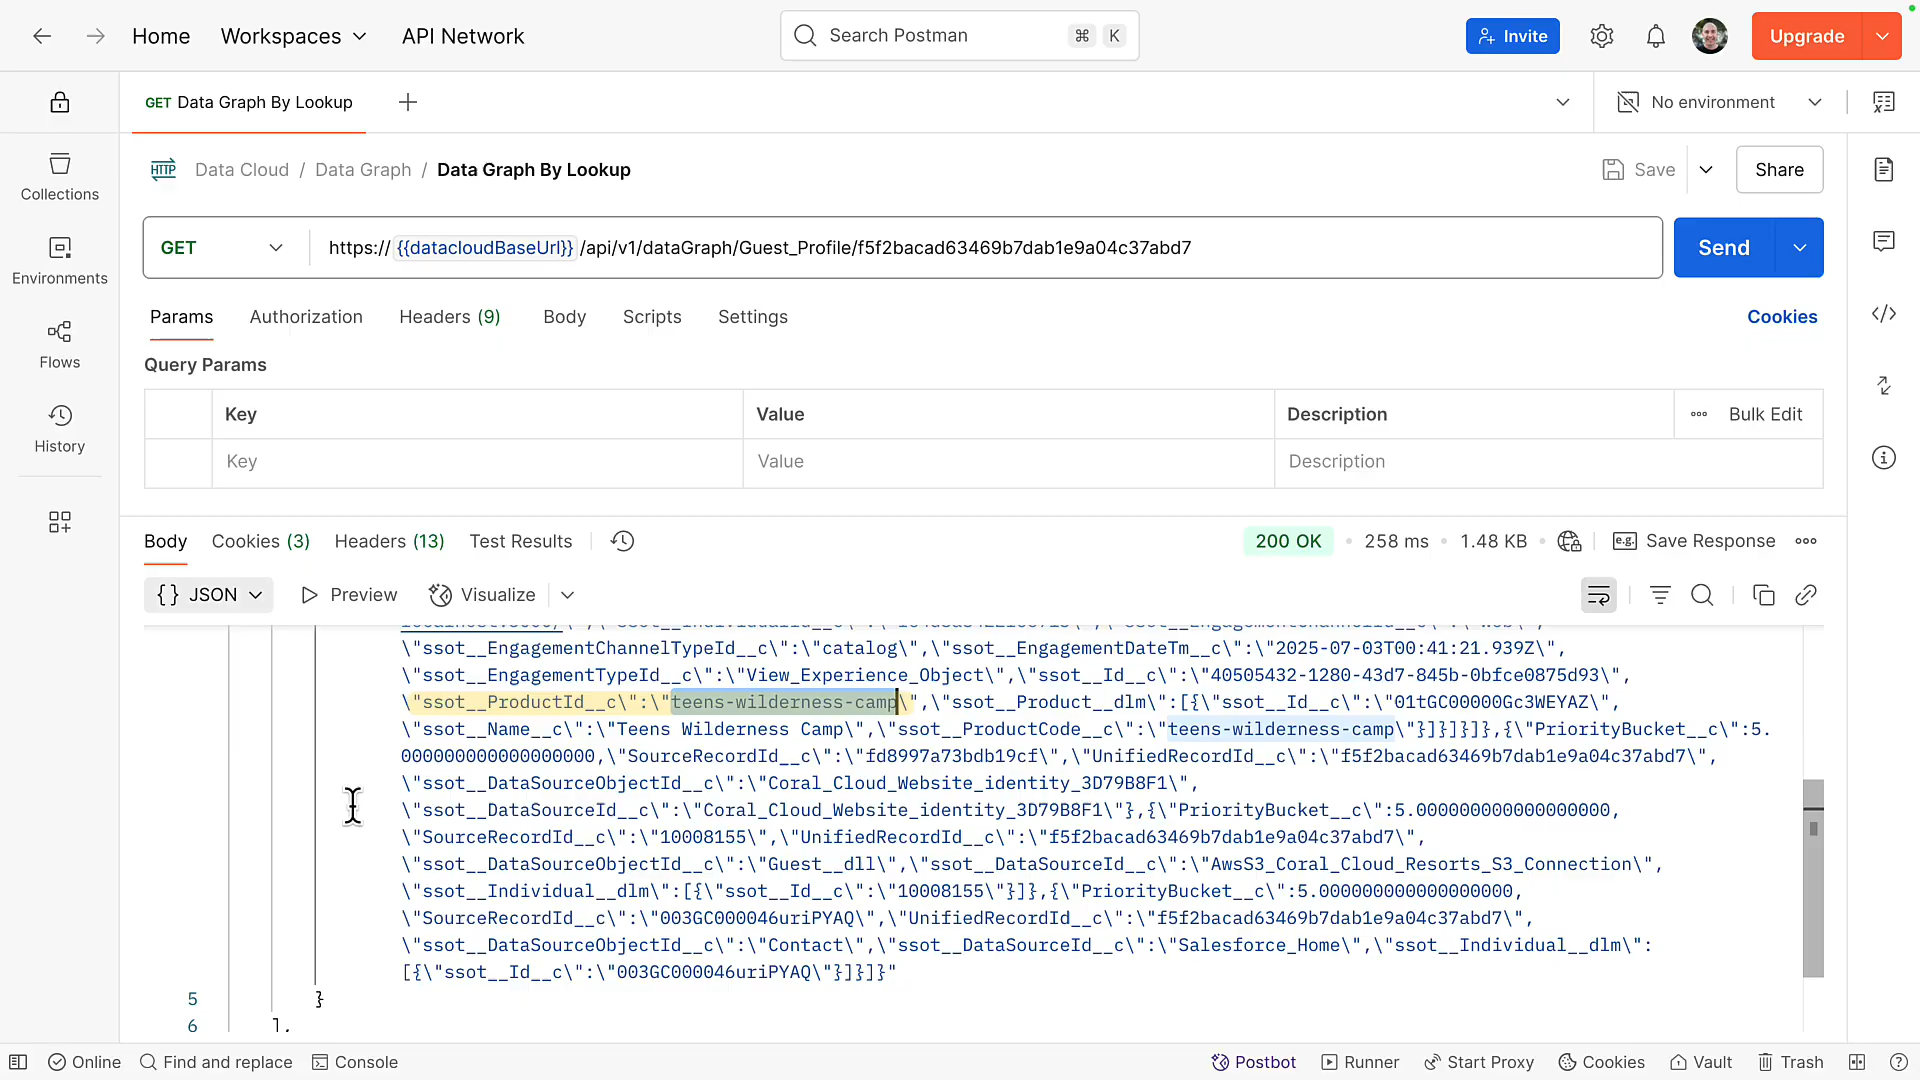 Home
Workspaces
API Network
Search Postman
⌘
K
Invite
Upgrade
GET Data Graph By Lookup
No environment
Data Cloud / Data Graph / Data Graph By Lookup
Save
Share
GET
https:// {{datacloudBaseUrl}} /api/v1/dataGraph/Guest_Profile/f5f2bacad63469b7dab1e9a04c37abd7
Send
Collections
Environments
Flows
History
Params
Authorization
Headers (9)
Body
Scripts
Settings
Cookies
Query Params
Key
Value
Description
Bulk Edit
Key
Value
Description
Body
Cookies (3)
Headers (13)
Test Results
200 OK
258 ms
1.48 KB
e.g. Save Response
{} JSON
Preview
Visualize
\"ssot__EngagementChannelTypeId__c\":\"catalog\",\"ssot__EngagementDateTm__c\":\"2025-07-03T00:41:21.939Z\",
\"ssot__EngagementTypeId__c\":\"View_Experience_Object\",\"ssot__Id__c\":\"40505432-1280-43d7-845b-0bfce0875d93\",
\"ssot__ProductId__c\":\"teens-wilderness-camp\",\"ssot__Product__dlm\":[{\"ssot__Id__c\":\"01tGC00000Gc3WEYAZ\",
\"ssot__Name__c\":\"Teens Wilderness Camp\",\"ssot__ProductCode__c\":\"teens-wilderness-camp\"}]}]}]},{\"PriorityBucket__c\":5.
000000000000000000,\"SourceRecordId__c\":\"fd8997a73bdb19cf\",\"UnifiedRecordId__c\":\"f5f2bacad63469b7dab1e9a04c37abd7\",
\"ssot__DataSourceObjectId__c\":\"Coral_Cloud_Website_identity_3D79B8F1\",
\"ssot__DataSourceId__c\":\"Coral_Cloud_Website_identity_3D79B8F1\"},{\"PriorityBucket__c\":5.000000000000000000,
\"SourceRecordId__c\":\"10008155\",\"UnifiedRecordId__c\":\"f5f2bacad63469b7dab1e9a04c37abd7\",
\"ssot__DataSourceObjectId__c\":\"Guest__dll\",\"ssot__DataSourceId__c\":\"AwsS3_Coral_Cloud_Resorts_S3_Connection\",
\"ssot__Individual__dlm\":[{\"ssot__Id__c\":\"10008155\"}]},{\"PriorityBucket__c\":5.000000000000000000,
\"SourceRecordId__c\":\"003GC000046uriPYAQ\",\"UnifiedRecordId__c\":\"f5f2bacad63469b7dab1e9a04c37abd7\",
\"ssot__DataSourceObjectId__c\":\"Contact\",\"ssot__DataSourceId__c\":\"Salesforce_Home\",\"ssot__Individual__dlm\":
[{\"ssot__Id__c\":\"003GC000046uriPYAQ\"}]}]}"
5 }
6 ],
Online
Find and replace
Console
Postbot
Runner
Start Proxy
Cookies
Vault
Trash